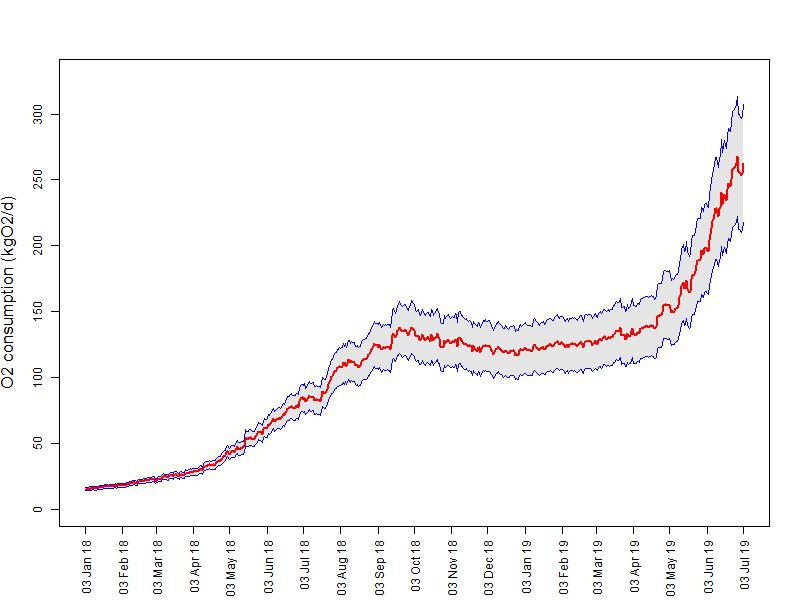 O2 consumption (kgO2/d)
300
250
200
150
100
50
0
03 Jan 18
03 Feb 18
03 Mar 18
03 Apr 18
03 May 18
03 Jun 18
03 Jul 18
03 Aug 18
03 Sep 18
03 Oct 18
03 Nov 18
03 Dec 18
03 Jan 19
03 Feb 19
03 Mar 19
03 Apr 19
03 May 19
03 Jun 19
03 Jul 19